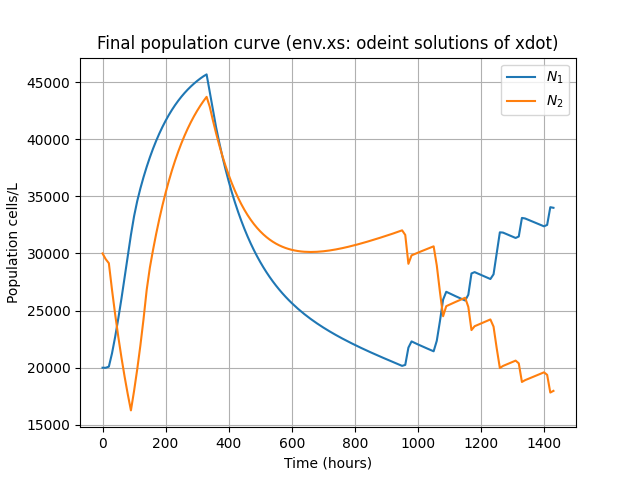 Final population curve (env.xs: odeint solutions of xdot)
N₁
N₂
45000
40000
35000
30000
25000
20000
15000
Population cells/L
0 200 400 600 800 1000 1200 1400
Time (hours)